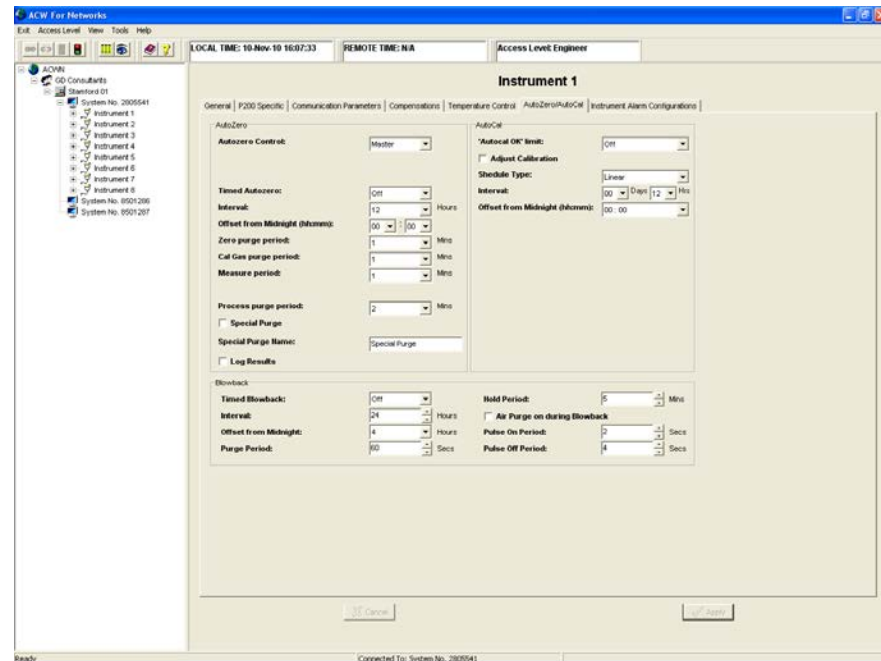 ACW For Networks
Exit Access Level View Tools Help
LOCAL TIME: 10-Nov-10 16:07:33 REMOTE TIME: N/A Access Level: Engineer
ACWN
GD Consultants
Stamford 01
System No. 2805541
Instrument 1
Instrument 2
Instrument 3
Instrument 4
Instrument 5
Instrument 6
Instrument 7
Instrument 8
System No. 8501286
System No. 8501287
Instrument 1
General P200 Specific Communication Parameters Compensations Temperature Control AutoZero/AutoCal Instrument Alarm Configurations
AutoZero
Autozero Control: Master
Timed Autozero: Off
Interval: 12 Hours
Offset from Midnight (hh:mm): 00 : 00
Zero purge period: 1 Mins
Cal Gas purge period: 1 Mins
Measure period: 1 Mins
Process purge period: 2 Mins
Special Purge
Special Purge Name: Special Purge
Log Results
AutoCal
'Autocal OK' limit: Off
Adjust Calibration
Shedule Type: Linear
Interval: 00 Days 12 Hrs
Offset from Midnight (hh:mm): 00 : 00
Blowback
Timed Blowback: Off
Interval: 24 Hours
Offset from Midnight: 4 Hours
Purge Period: 60 Secs
Hold Period: 5 Mins
Air Purge on during Blowback
Pulse On Period: 2 Secs
Pulse Off Period: 4 Secs
Cancel Apply
Ready Connected To: System No. 2805541